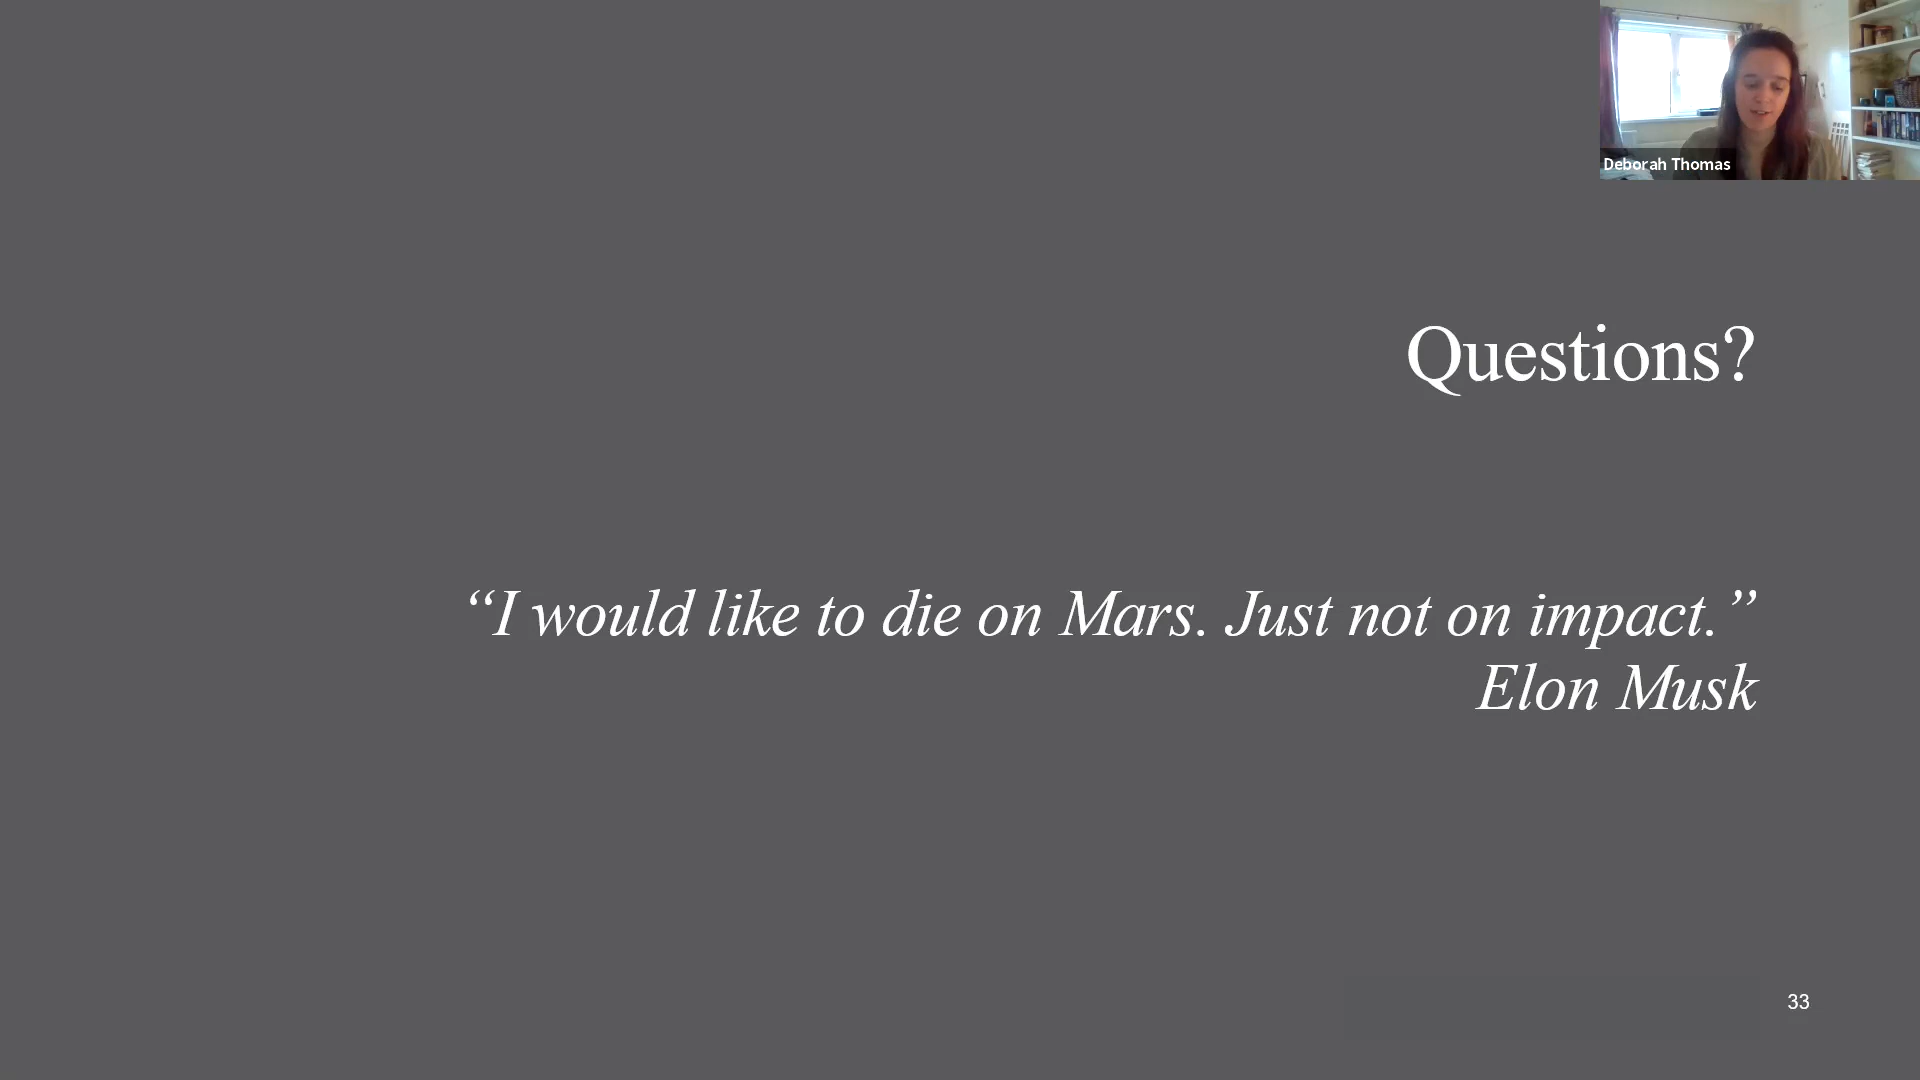 Deborah Thomas
Questions?
“I would like to die on Mars. Just not on impact.”
Elon Musk
33